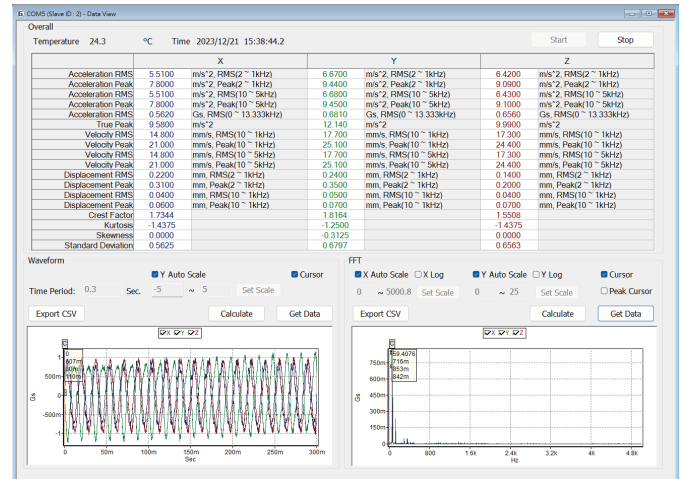 COM5 (Slave ID : 2) - Data View
Overall
Temperature 24.3 °C Time 2023/12/21 15:38:44.2 Start Stop
X Y Z
Acceleration RMS 5.5100 m/s^2, RMS(2 ~ 1kHz) 6.6700 m/s^2, RMS(2 ~ 1kHz) 6.4200 m/s^2, RMS(2 ~ 1kHz)
Acceleration Peak 7.8000 m/s^2, Peak(2 ~ 1kHz) 9.4400 m/s^2, Peak(2 ~ 1kHz) 9.0900 m/s^2, Peak(2 ~ 1kHz)
Acceleration RMS 5.5100 m/s^2, RMS(10 ~ 5kHz) 6.6800 m/s^2, RMS(10 ~ 5kHz) 6.4300 m/s^2, RMS(10 ~ 5kHz)
Acceleration Peak 7.8000 m/s^2, Peak(10 ~ 5kHz) 9.4500 m/s^2, Peak(10 ~ 5kHz) 9.1000 m/s^2, Peak(10 ~ 5kHz)
Acceleration RMS 0.5620 Gs, RMS(0 ~ 13.333kHz) 0.6810 Gs, RMS(0 ~ 13.333kHz) 0.6560 Gs, RMS(0 ~ 13.333kHz)
True Peak 9.5800 m/s^2 12.140 m/s^2 9.9900 m/s^2
Velocity RMS 14.800 mm/s, RMS(10 ~ 1kHz) 17.700 mm/s, RMS(10 ~ 1kHz) 17.300 mm/s, RMS(10 ~ 1kHz)
Velocity Peak 21.000 mm/s, Peak(10 ~ 1kHz) 25.100 mm/s, Peak(10 ~ 1kHz) 24.400 mm/s, Peak(10 ~ 1kHz)
Velocity RMS 14.800 mm/s, RMS(10 ~ 5kHz) 17.700 mm/s, RMS(10 ~ 5kHz) 17.300 mm/s, RMS(10 ~ 5kHz)
Velocity Peak 21.000 mm/s, Peak(10 ~ 5kHz) 25.100 mm/s, Peak(10 ~ 5kHz) 24.400 mm/s, Peak(10 ~ 5kHz)
Displacement RMS 0.2200 mm, RMS(2 ~ 1kHz) 0.2400 mm, RMS(2 ~ 1kHz) 0.1400 mm, RMS(2 ~ 1kHz)
Displacement Peak 0.3100 mm, Peak(2 ~ 1kHz) 0.3500 mm, Peak(2 ~ 1kHz) 0.2000 mm, Peak(2 ~ 1kHz)
Displacement RMS 0.0400 mm, RMS(10 ~ 1kHz) 0.0500 mm, RMS(10 ~ 1kHz) 0.0400 mm, RMS(10 ~ 1kHz)
Displacement Peak 0.0600 mm, Peak(10 ~ 1kHz) 0.0700 mm, Peak(10 ~ 1kHz) 0.0700 mm, Peak(10 ~ 1kHz)
Crest Factor 1.7344 1.8164 1.5508
Kurtosis -1.4375 -1.2500 -1.4375
Skewness 0.0000 -0.3125 0.0000
Standard Deviation 0.5625 0.6797 0.6563
Waveform FFT
Y Auto Scale Cursor X Auto Scale X Log Y Auto Scale Y Log Cursor
Time Period: 0.3 Sec. -5 ~ 5 Set Scale 0 ~ 5000.8 Set Scale 0 ~ 25 Set Scale Peak Cursor
Export CSV Calculate Get Data Export CSV Calculate Get Data
X Y Z X Y Z
0
607m
110m
59.4076
716m
853m
842m
1
500m
0
-500m
-1
Gs
0 50m 100m 150m 200m 250m 300m
Sec
750m
600m
450m
300m
150m
0
Gs
0 800 1.6k 2.4k 3.2k 4k 4.8k
Hz